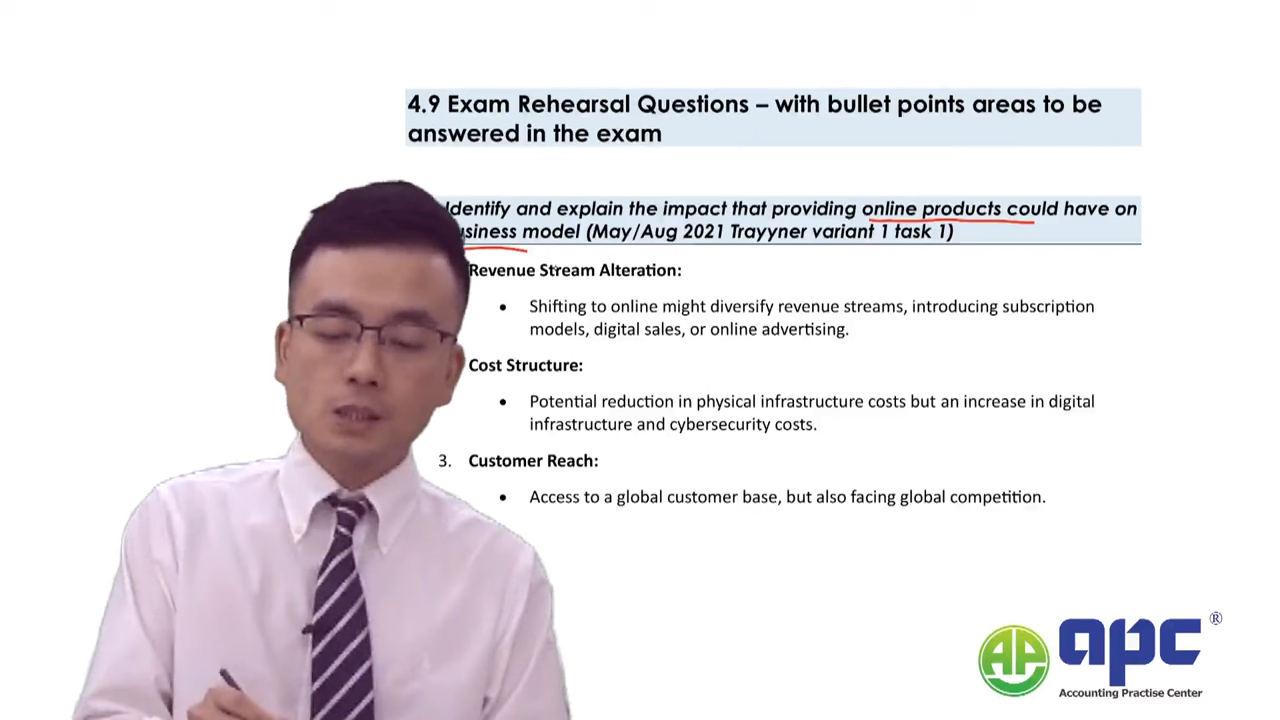 4.9 Exam Rehearsal Questions – with bullet points areas to be
answered in the exam
Identify and explain the impact that providing online products could have on
model (May/Aug 2021 Trayyner variant 1 task 1)
Revenue Stream Alteration:
• Shifting to online might diversify revenue streams, introducing subscription
models, digital sales, or online advertising.
Cost Structure:
• Potential reduction in physical infrastructure costs but an increase in digital
infrastructure and cybersecurity costs.
3. Customer Reach:
• Access to a global customer base, but also facing global competition.
AP apc ®
Accounting Practise Center